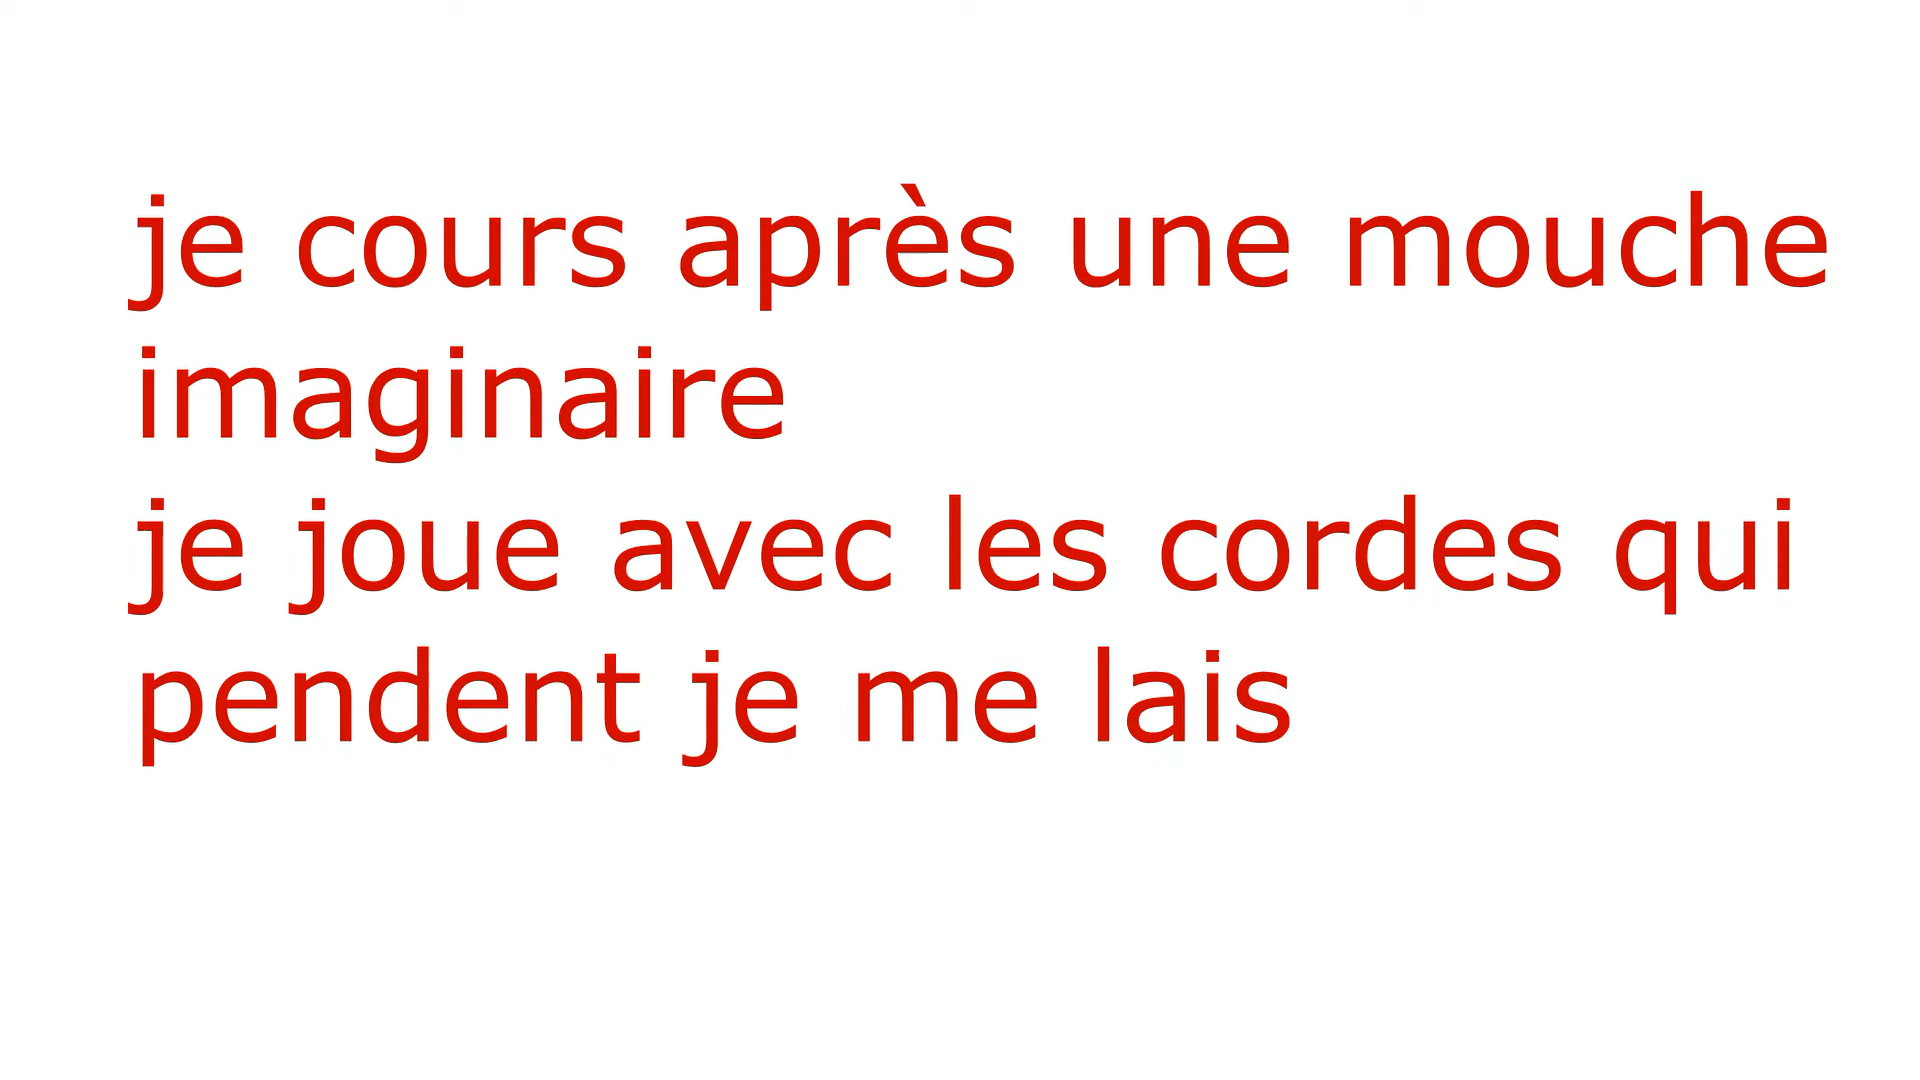 je cours après une mouche
imaginaire
je joue avec les cordes qui
pendent je me lais